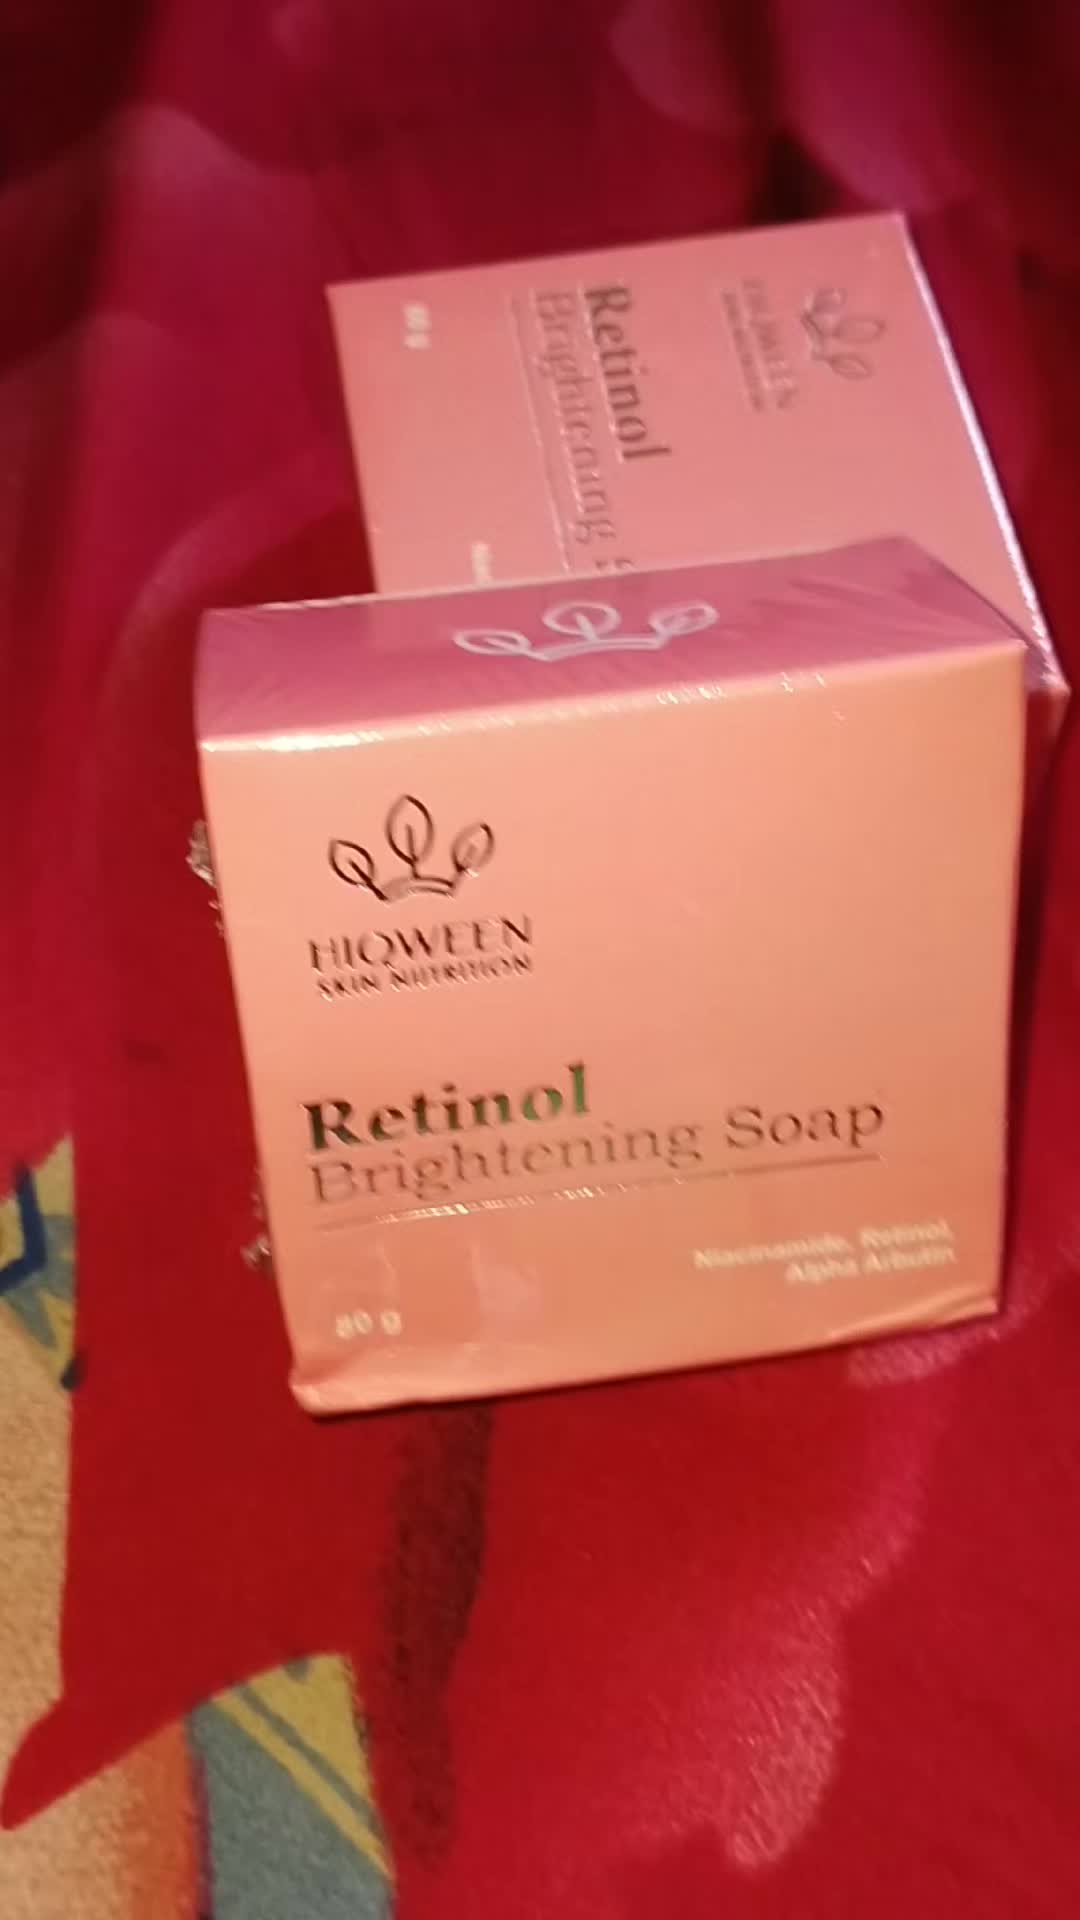 Retinol
Brightening
HIQWEEN
SKIN NUTRITION
Retinol
Brightening Soap
Niacinamide, Retinol,
Alpha Arbutin
80 g